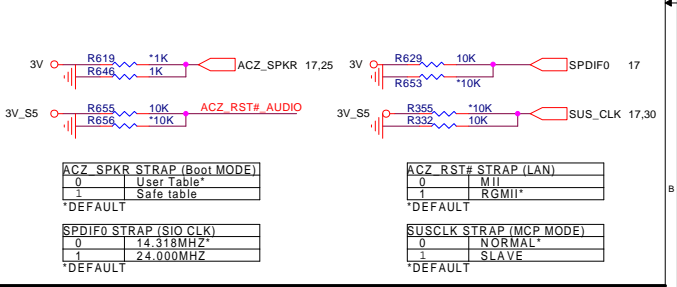 3V R619 *1K ACZ_SPKR 17,25
R646 1K
3V R629 10K SPDIF0 17
R653 *10K
3V_S5 R655 10K ACZ_RST#_AUDIO
R656 *10K
3V_S5 R355 *10K SUS_CLK 17,30
R332 10K
ACZ_SPKR STRAP (Boot MODE)
0 User Table*
1 Safe table
*DEFAULT
ACZ_RST# STRAP (LAN)
0 MII
1 RGMII*
*DEFAULT
SPDIF0 STRAP (SIO CLK)
0 14.318MHZ*
1 24.000MHZ
*DEFAULT
SUSCLK STRAP (MCP MODE)
0 NORMAL*
1 SLAVE
*DEFAULT
B